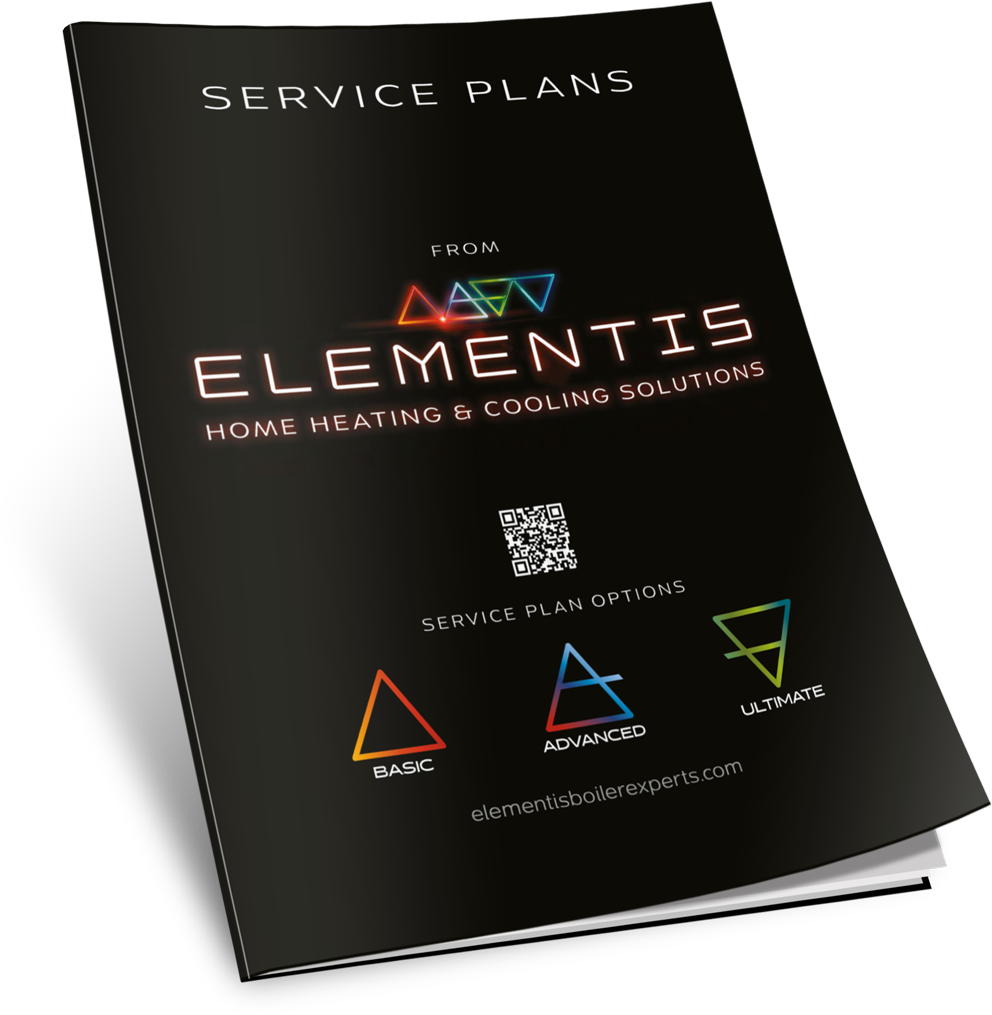 SERVICE PLANS
FROM
ELEMENTIS
HOME HEATING & COOLING SOLUTIONS
SERVICE PLAN OPTIONS
BASIC
ADVANCED
ULTIMATE
elementisboilerexperts.com